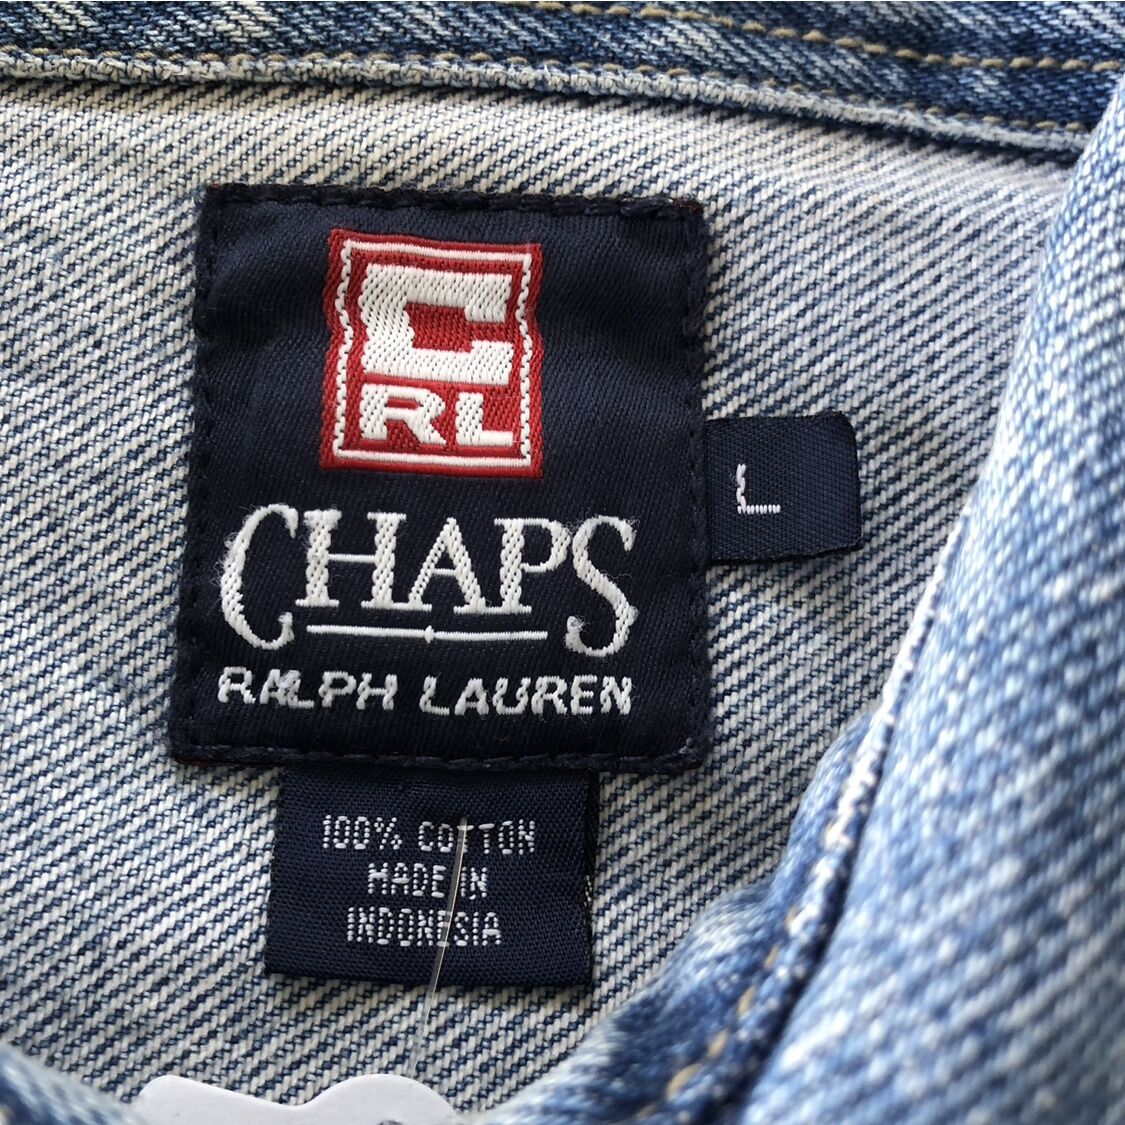 C
RL
CHAPS
RALPH LAUREN
L
100% COTTON
MADE IN
INDONESIA